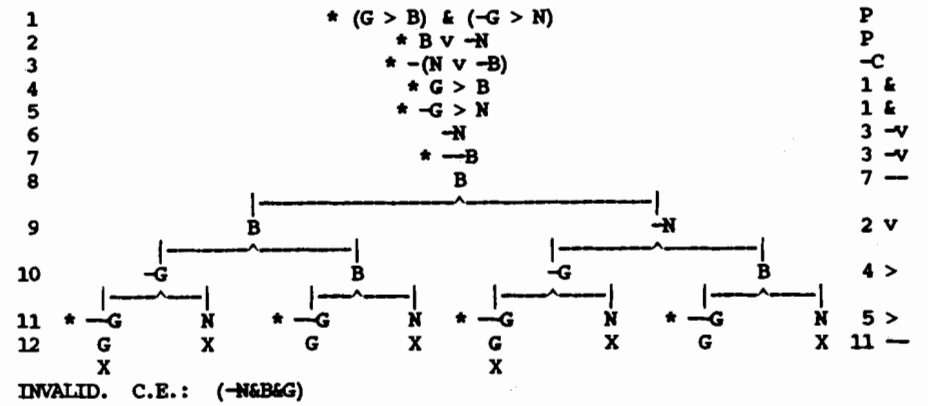 1 * (G > B) & (-G > N) P
2 * B v -N P
3 * -(N v -B) -C
4 * G > B 1 &
5 * -G > N 1 &
6 -N 3 -v
7 * --B 3 -v
8 B 7 --
9 B -N 2 v
10 -G B -G B 4 >
11 * --G N * --G N * --G N * --G N 5 >
12 G X G X G X G X 11 --
X X
INVALID. C.E.: (-N&B&G)